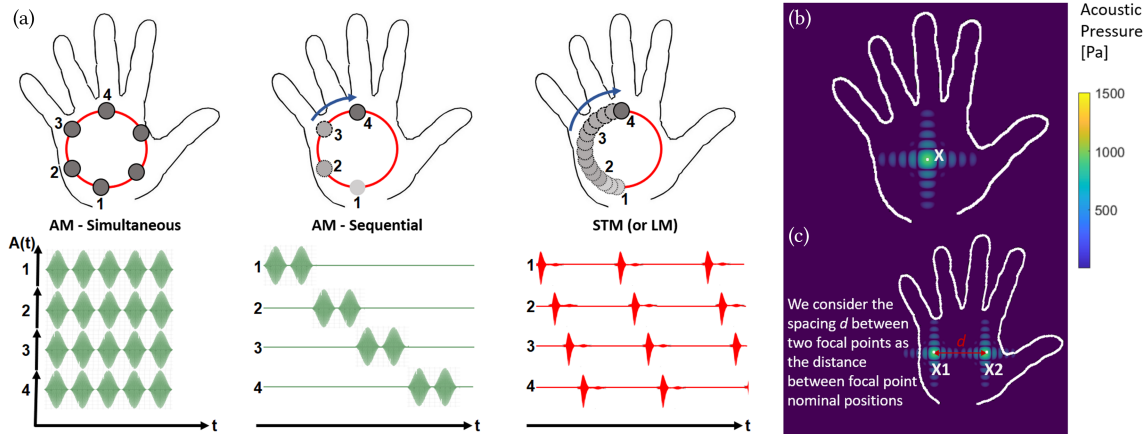 (a)
4
3
2
1
AM - Simultaneous
4
3
2
1
AM - Sequential
4
3
2
1
STM (or LM)
A(t)
1
2
3
4
t
1
2
3
4
t
1
2
3
4
t
(b)
X
Acoustic
Pressure
[Pa]
1500
1000
500
(c)
We consider the
spacing d between
two focal points as
the distance
between focal point
nominal positions
d
X1 X2